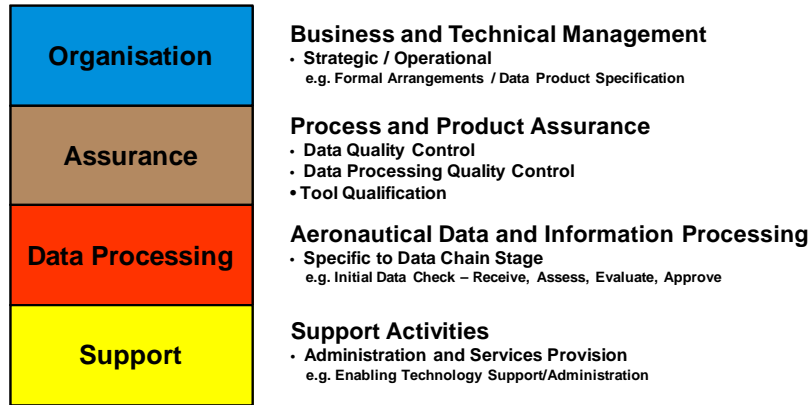 Organisation
Business and Technical Management
• Strategic / Operational
e.g. Formal Arrangements / Data Product Specification
Assurance
Process and Product Assurance
• Data Quality Control
• Data Processing Quality Control
• Tool Qualification
Data Processing
Aeronautical Data and Information Processing
• Specific to Data Chain Stage
e.g. Initial Data Check – Receive, Assess, Evaluate, Approve
Support
Support Activities
• Administration and Services Provision
e.g. Enabling Technology Support/Administration